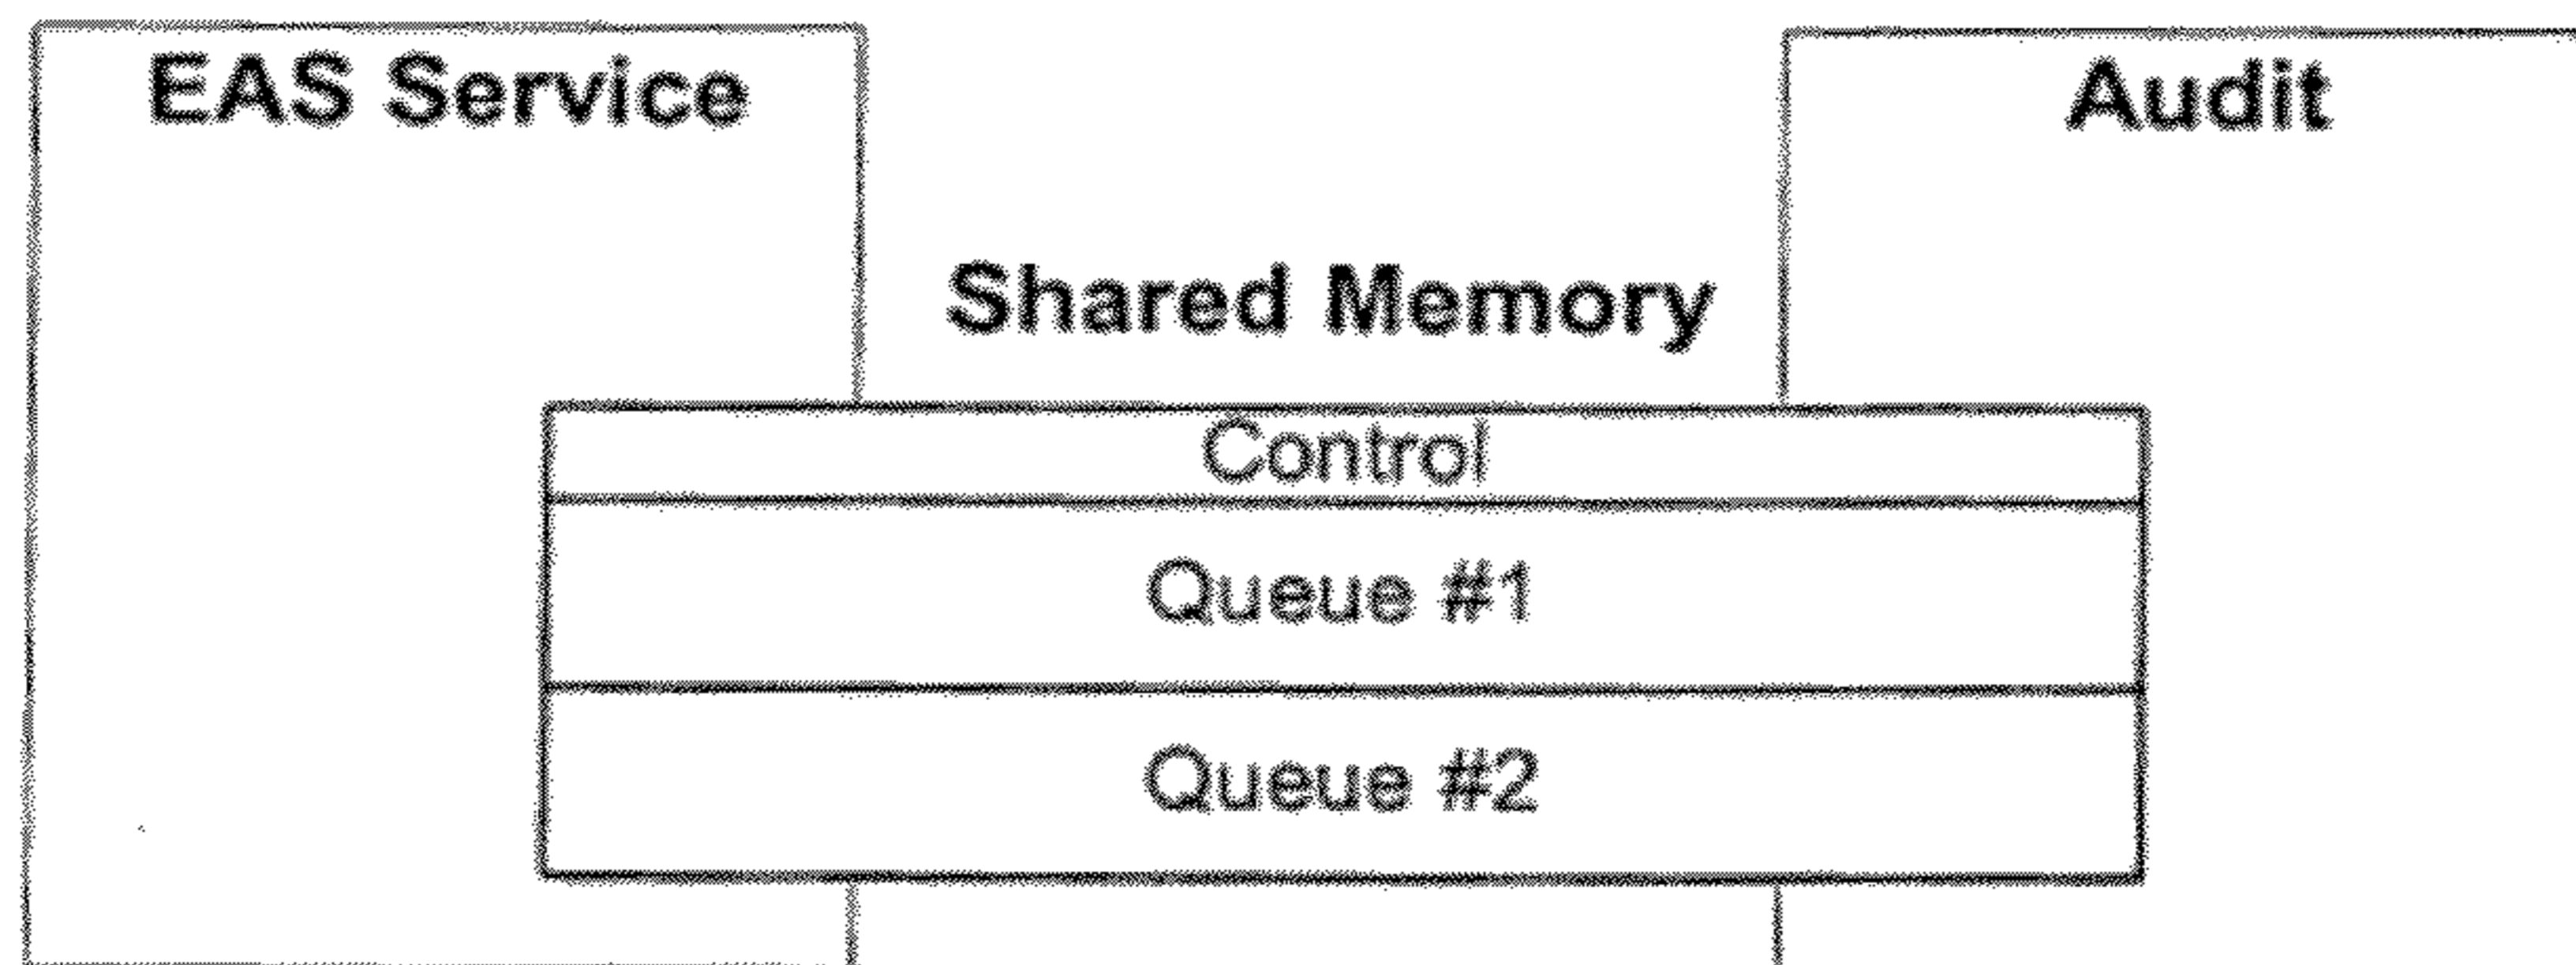 EAS Service
Audit
Shared Memory
Control
Queue #1
Queue #2